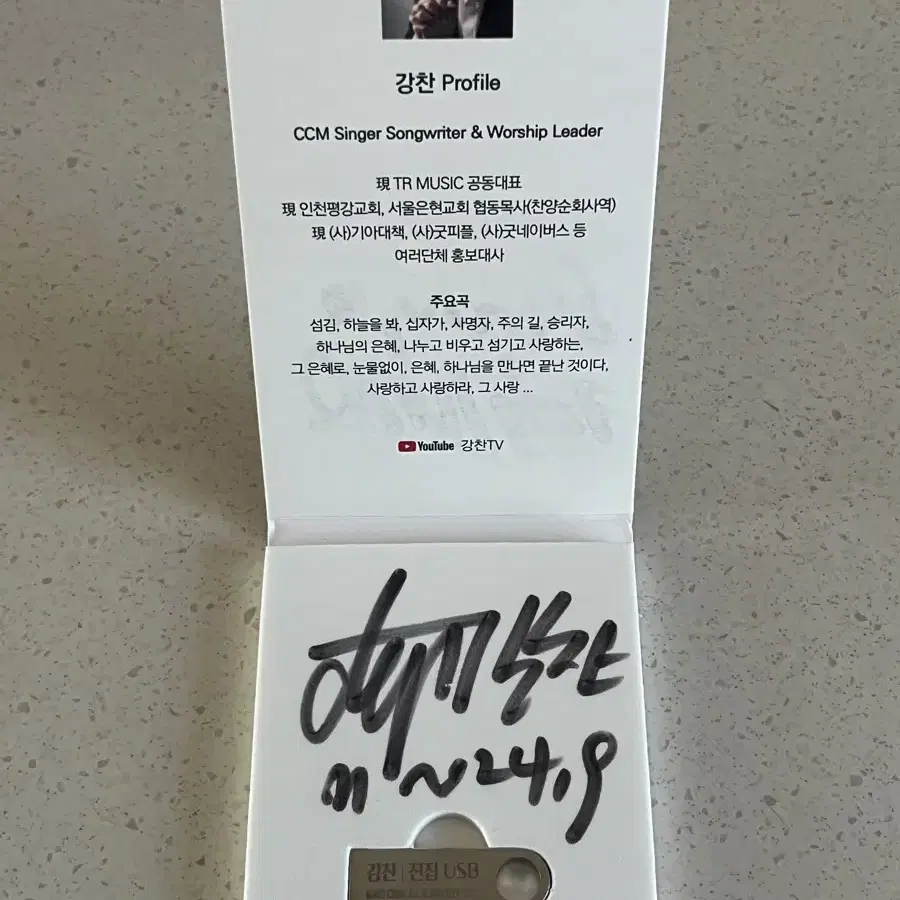 강찬 Profile
CCM Singer Songwriter & Worship Leader
現 TR MUSIC 공동대표
現 인천평강교회, 서울은현교회 협동목사(찬양순회사역)
現 (사)기아대책, (사)굿피플, (사)굿네이버스 등
여러단체 홍보대사
주요곡
섬김, 하늘을 봐, 십자가, 사명자, 주의 길, 승리자,
하나님의 은혜, 나누고 비우고 섬기고 사랑하는,
그 은혜로, 눈물없이, 은혜, 하나님을 만나면 끝난 것이다,
사랑하고 사랑하라, 그 사랑 ...
YouTube 강찬TV
24.9
강찬 | 전집 USB